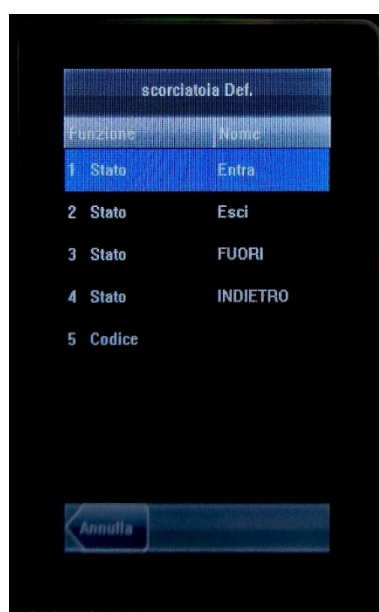 scorciatoia Def.
Funzione Nome
1 Stato Entra
2 Stato Esci
3 Stato FUORI
4 Stato INDIETRO
5 Codice
Annulla